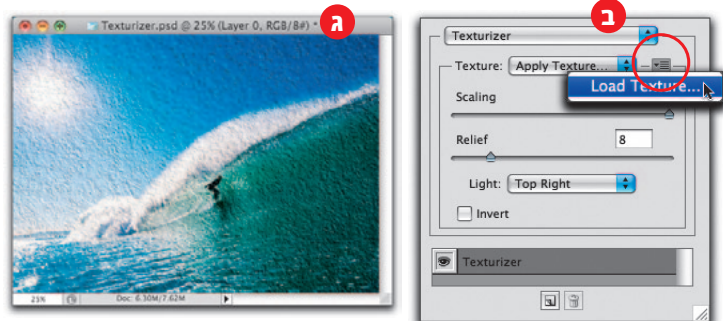 ג
Texturizer.psd @ 25% (Layer 0, RGB/8#) *
25%
Doc: 6.30M/7.62M
ב
Texturizer
Texture: Apply Texture...
Load Texture...
Scaling
Relief 8
Light: Top Right
Invert
Texturizer